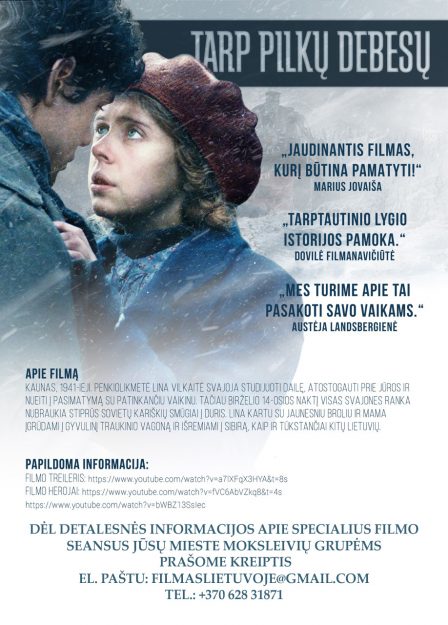 TARP PILKŲ DEBESŲ
„JAUDINANTIS FILMAS,
KURĮ BŪTINA PAMATYTI!“
MARIUS JOVAIŠA
„TARPTAUTINIO LYGIO
ISTORIJOS PAMOKA.“
DOVILĖ FILMANAVIČIŪTĖ
„MES TURIME APIE TAI
PASAKOTI SAVO VAIKAMS.“
AUSTĖJA LANDSBERGIENĖ
APIE FILMĄ
KAUNAS, 1941-IEJI. PENKIOLIKMETĖ LINA VILKAITĖ SVAJOJA STUDIJUOTI DAILĘ, ATOSTOGAUTI PRIE JŪROS IR
NUEITI Į PASIMATYMĄ SU PATINKANČIU VAIKINU. TAČIAU BIRŽELIO 14-OSIOS NAKTĮ VISAS SVAJONES RANKA
NUBRAUKIA STIPRŪS SOVIETŲ KARIŠKIŲ SMŪGIAI Į DURIS. LINA KARTU SU JAUNESNIU BROLIU IR MAMA
ĮGRŪDAMI Į GYVULINĮ TRAUKINIO VAGONĄ IR IŠREMIAMI Į SIBIRĄ, KAIP IR TŪKSTANČIAI KITŲ LIETUVIŲ.
PAPILDOMA INFORMACIJA:
FILMO TREILERIS: https://www.youtube.com/watch?v=a7IXFqX3HYA&t=8s
FILMO HEROJAI: https://www.youtube.com/watch?v=fVC6AbVZkq8&t=4s
https://www.youtube.com/watch?v=bWBZ13SsIec
DĖL DETALESNĖS INFORMACIJOS APIE SPECIALIUS FILMO
SEANSUS JŪSŲ MIESTE MOKSLEIVIŲ GRUPĖMS
PRAŠOME KREIPTIS
EL. PAŠTU: FILMASLIETUVOJE@GMAIL.COM
TEL.: +370 628 31871